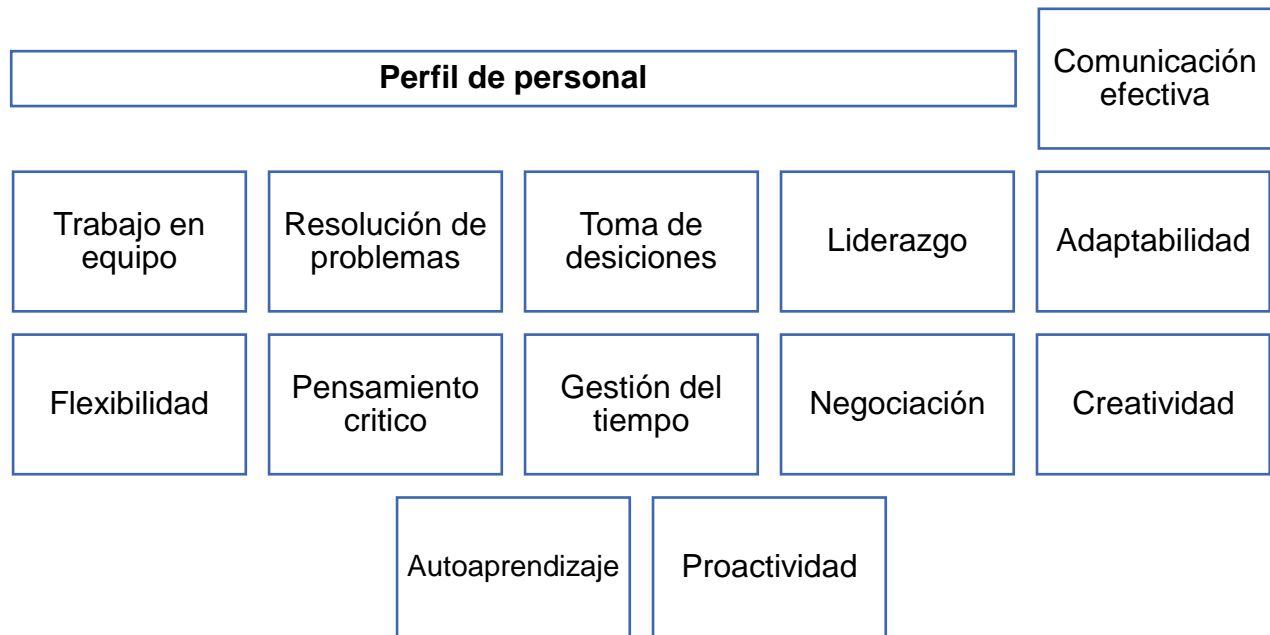 Perfil de personal
Comunicación
efectiva
Trabajo en
equipo
Resolución de
problemas
Toma de
desiciones
Liderazgo
Adaptabilidad
Flexibilidad
Pensamiento
critico
Gestión del
tiempo
Negociación
Creatividad
Autoaprendizaje
Proactividad